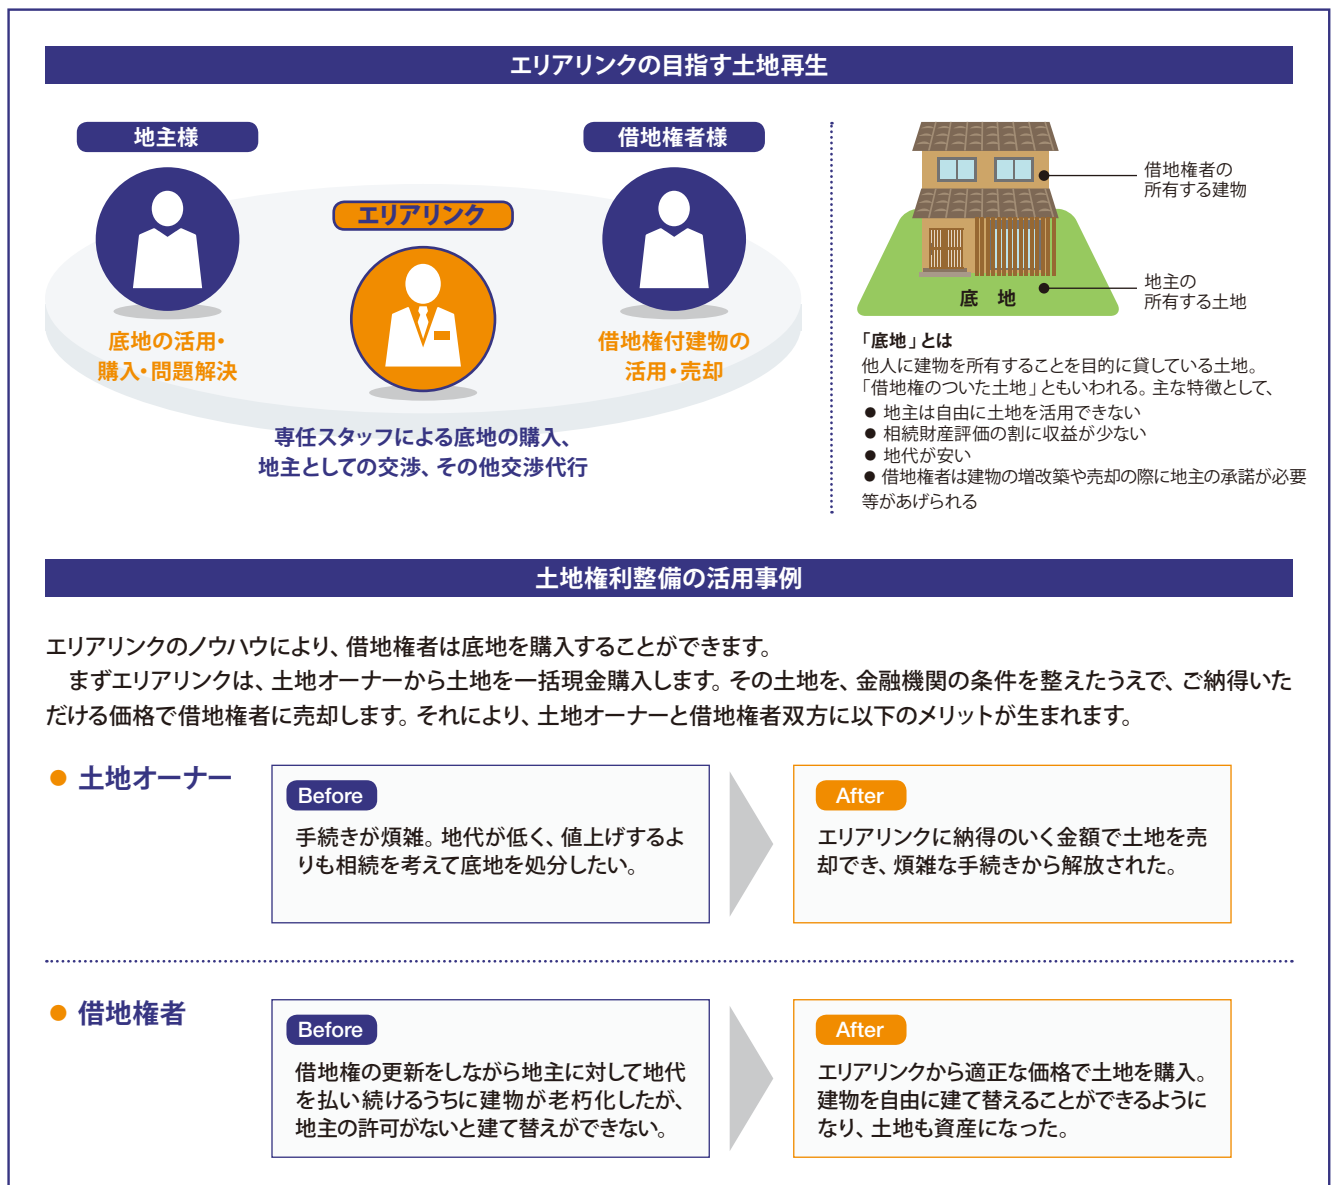 エリアリンクの目指す土地再生
地主様
借地権者様
エリアリンク
底地の活用・
購入・問題解決
借地権付建物の
活用・売却
専任スタッフによる底地の購入、
地主としての交渉、その他交渉代行
借地権者の
所有する建物
地主の
所有する土地
底 地
「底地」とは
他人に建物を所有することを目的に貸している土地。
「借地権のついた土地」ともいわれる。主な特徴として、
● 地主は自由に土地を活用できない
● 相続財産評価の割に収益が少ない
● 地代が安い
● 借地権者は建物の増改築や売却の際に地主の承諾が必要
等があげられる
土地権利整備の活用事例
エリアリンクのノウハウにより、借地権者は底地を購入することができます。
まずエリアリンクは、土地オーナーから土地を一括現金購入します。その土地を、金融機関の条件を整えたうえで、ご納得いた
だける価格で借地権者に売却します。それにより、土地オーナーと借地権者双方に以下のメリットが生まれます。
● 土地オーナー
Before
手続きが煩雑。地代が低く、値上げするよ
りも相続を考えて底地を処分したい。
After
エリアリンクに納得のいく金額で土地を売
却でき、煩雑な手続きから解放された。
● 借地権者
Before
借地権の更新をしながら地主に対して地代
を払い続けるうちに建物が老朽化したが、
地主の許可がないと建て替えができない。
After
エリアリンクから適正な価格で土地を購入。
建物を自由に建て替えることができるように
なり、土地も資産になった。